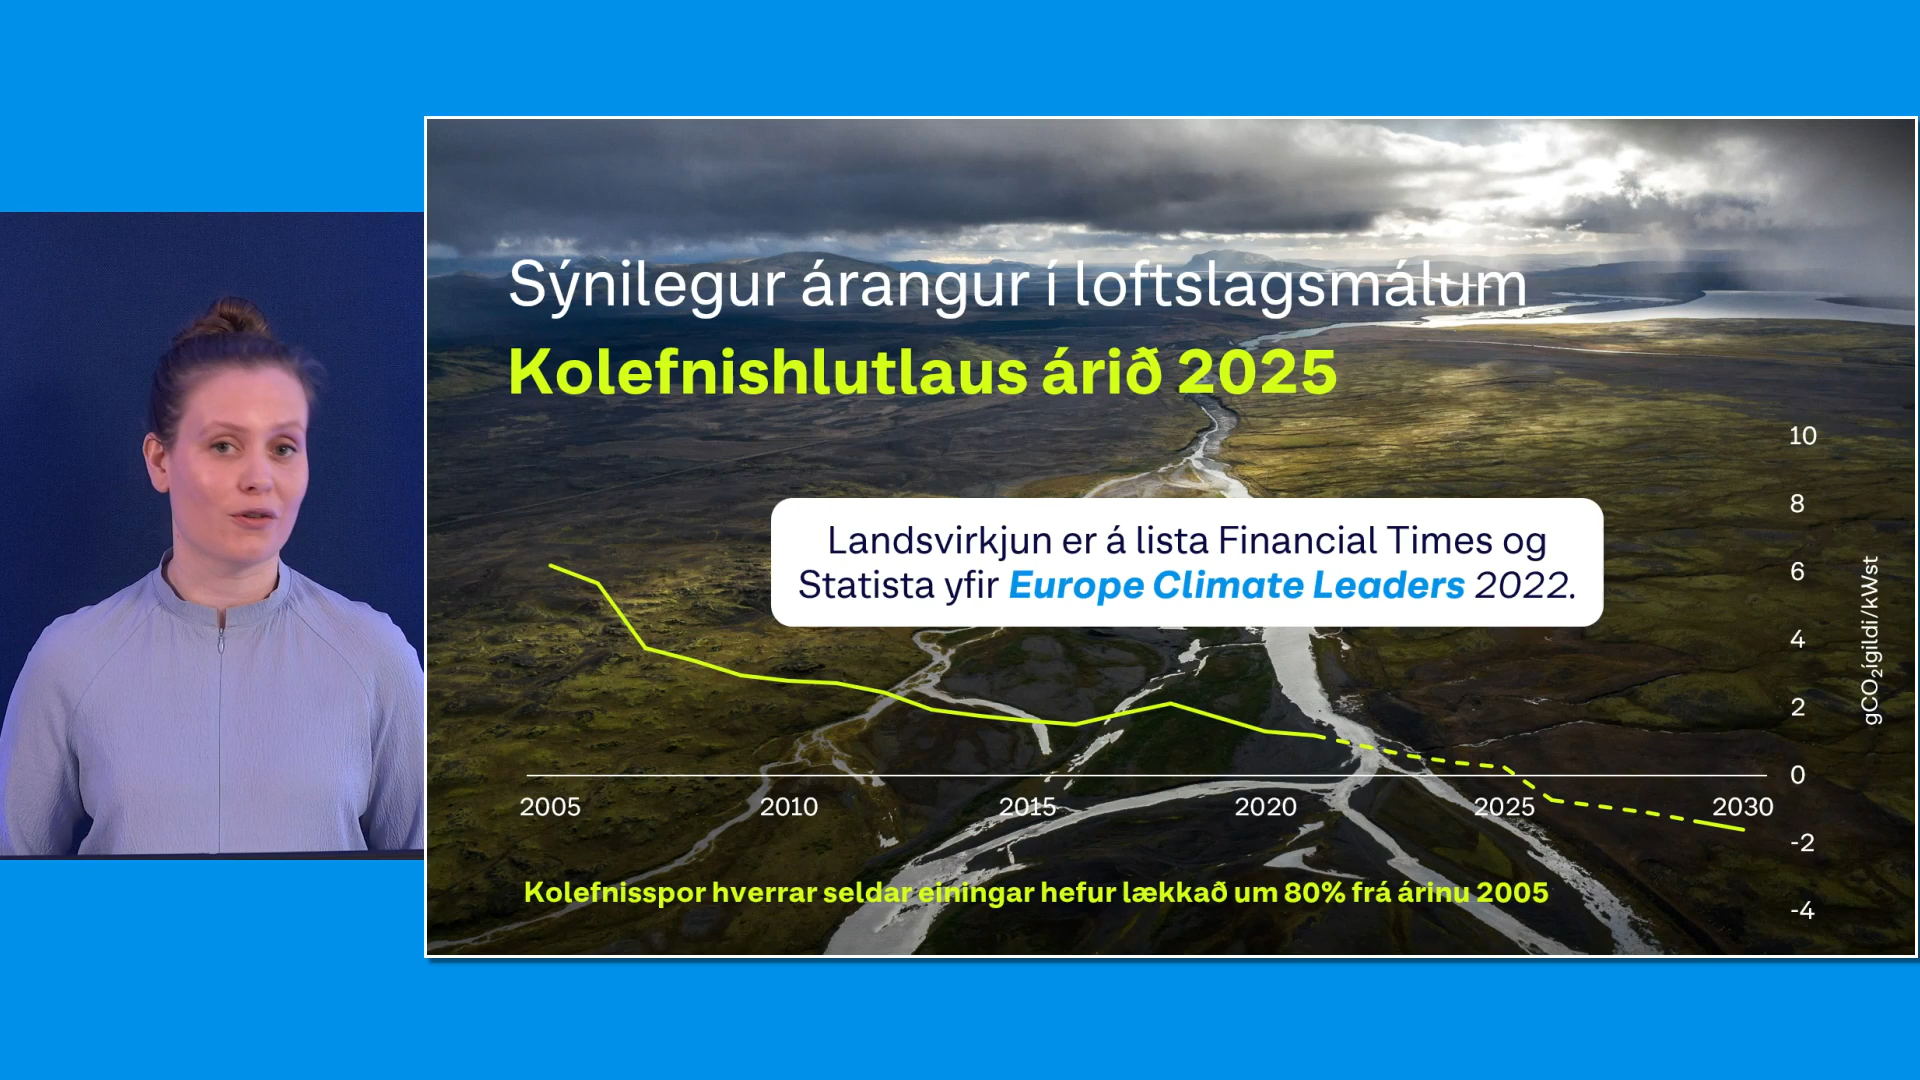 Sýnilegur árangur í loftslagsmálum
Kolefnishlutlaus árið 2025
Landsvirkjun er á lista Financial Times og
Statista yfir Europe Climate Leaders 2022.
10
8
6
4
2
0
-2
-4
gCO₂ígildi/kWst
2005 2010 2015 2020 2025 2030
Kolefnisspor hverrar seldar einingar hefur lækkað um 80% frá árinu 2005